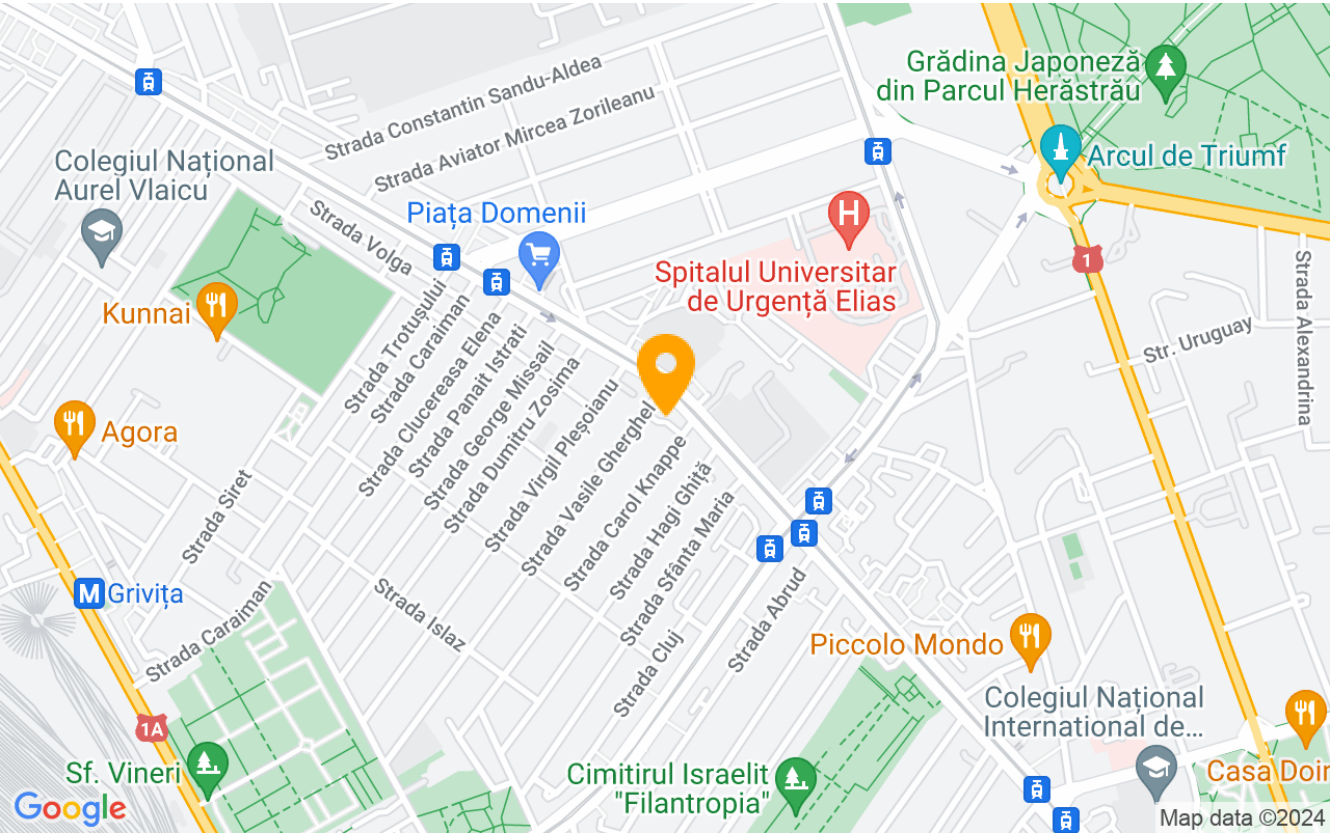 Grădina Japoneză
din Parcul Herăstrău
Strada Constantin Sandu-Aldea
Strada Aviator Mircea Zorileanu
Colegiul Național
Aurel Vlaicu
Arcul de Triumf
Piața Domenii
Strada Volga
H
Spitalul Universitar
de Urgență Elias
1
Strada Alexandrina
Kunnai
Str. Uruguay
Strada Trotușului
Strada Caraiman
Strada Clucereasa Elena
Strada Panait Istrati
Strada George Missail
Strada Dumitru Zosima
Strada Virgil Pleșoianu
Strada Vasile Gherghel
Strada Carol Knappe
Strada Hagi Ghiță
Strada Sfânta Maria
Agora
Strada Siret
M
Grivița
Strada Caraiman
Strada Islaz
Strada Cluj
Strada Abrud
Piccolo Mondo
Colegiul Național
International de...
1A
Sf. Vineri
Cimitirul Israelit
"Filantropia"
Casa Doir
Google
Map data ©2024